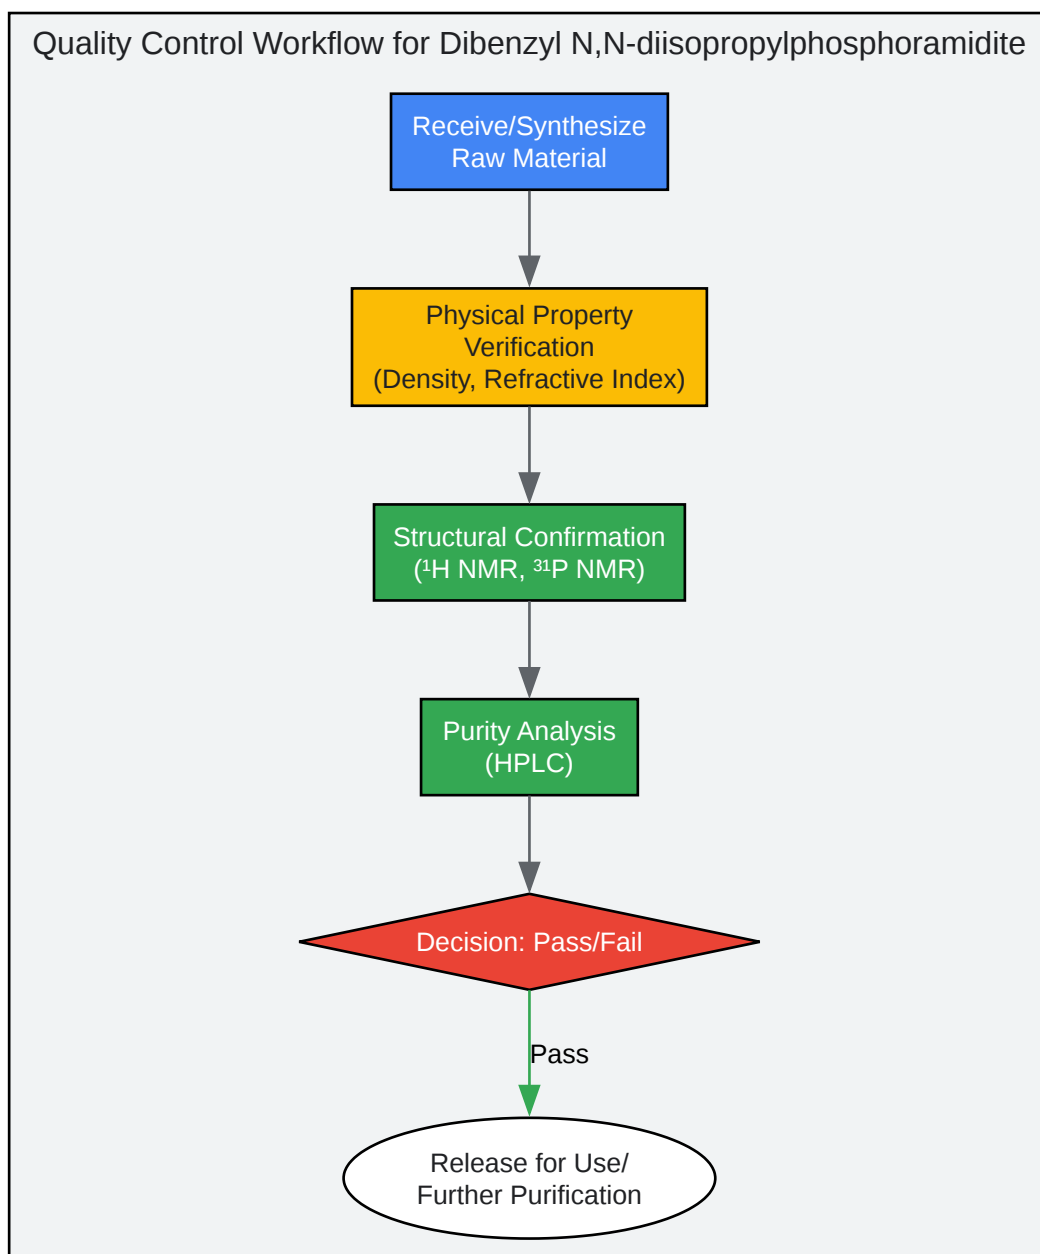 Quality Control Workflow for Dibenzyl N,N-diisopropylphosphoramidite
Receive/Synthesize
Raw Material
Physical Property
Verification
(Density, Refractive Index)
Structural Confirmation
(¹H NMR, ³¹P NMR)
Purity Analysis
(HPLC)
Decision: Pass/Fail
Pass
Release for Use/
Further Purification